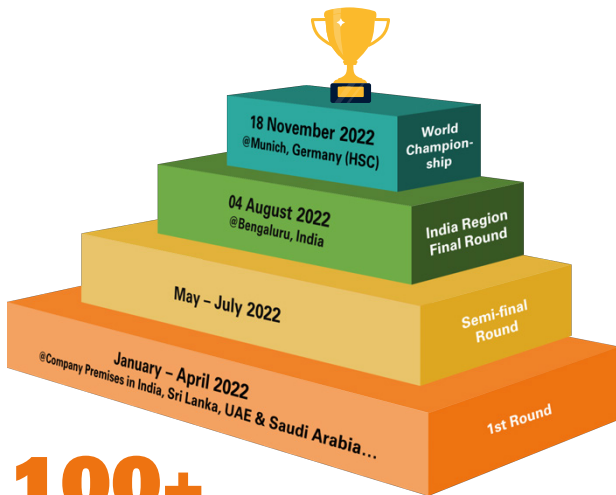 18 November 2022
@Munich, Germany (HSC)
World
Champion-
ship
04 August 2022
@Bengaluru, India
India Region
Final Round
May – July 2022
Semi-final
Round
January – April 2022
@Company Premises in India, Sri Lanka, UAE & Saudi Arabia...
1st Round
100+